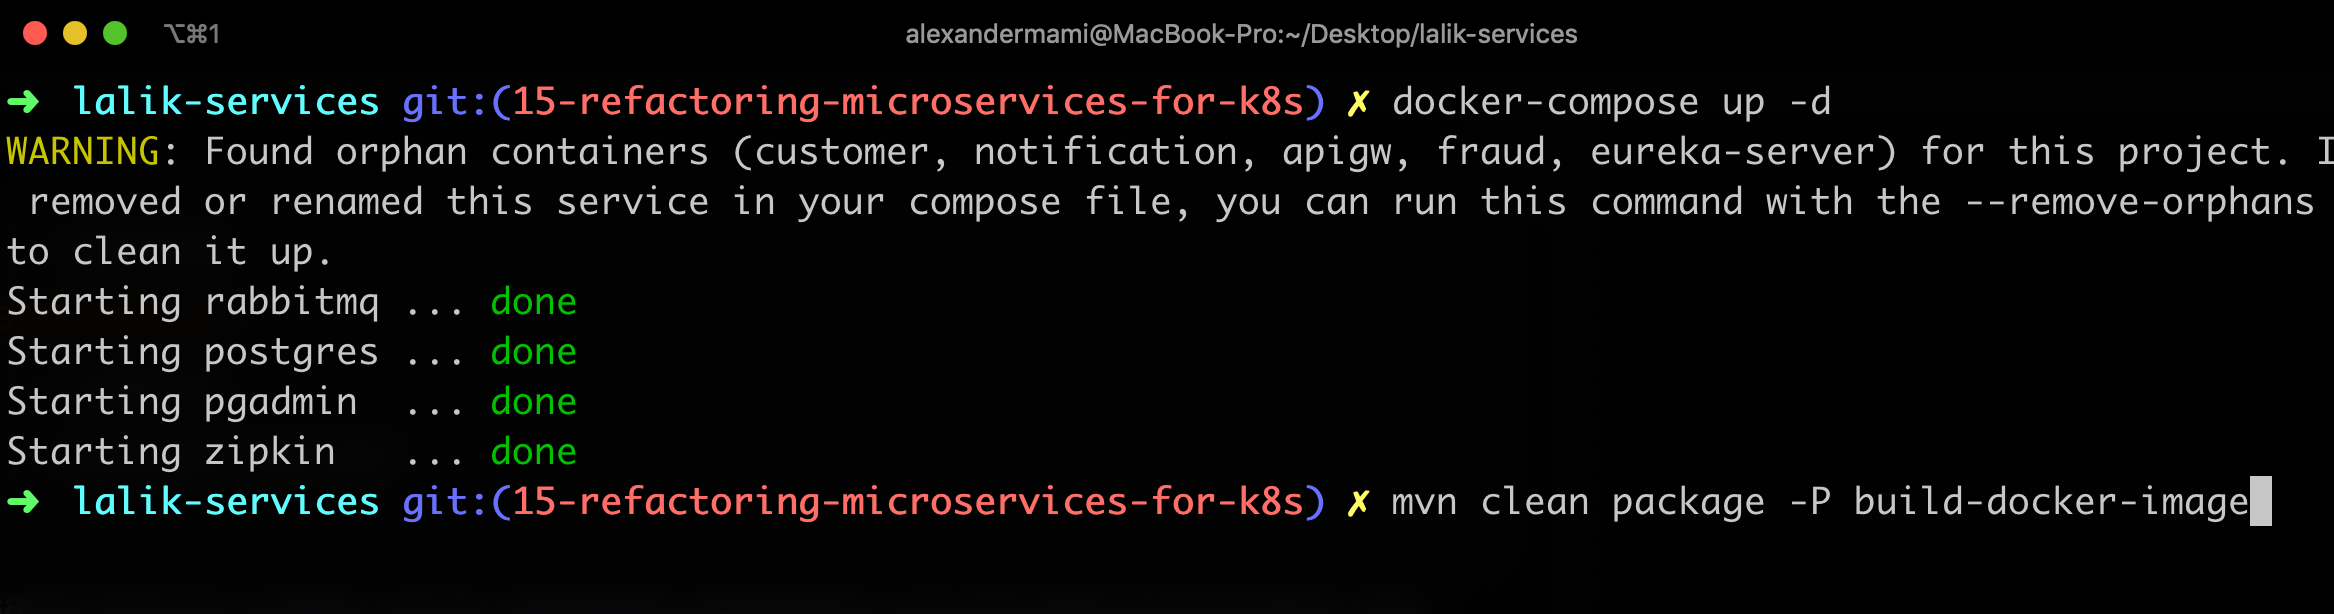 ⌥⌘1
alexandermami@MacBook-Pro:~/Desktop/lalik-services
➜ lalik-services git:(15-refactoring-microservices-for-k8s) ✗ docker-compose up -d
WARNING: Found orphan containers (customer, notification, apigw, fraud, eureka-server) for this project. I
removed or renamed this service in your compose file, you can run this command with the --remove-orphans
to clean it up.
Starting rabbitmq ... done
Starting postgres ... done
Starting pgadmin ... done
Starting zipkin ... done
➜ lalik-services git:(15-refactoring-microservices-for-k8s) ✗ mvn clean package -P build-docker-image